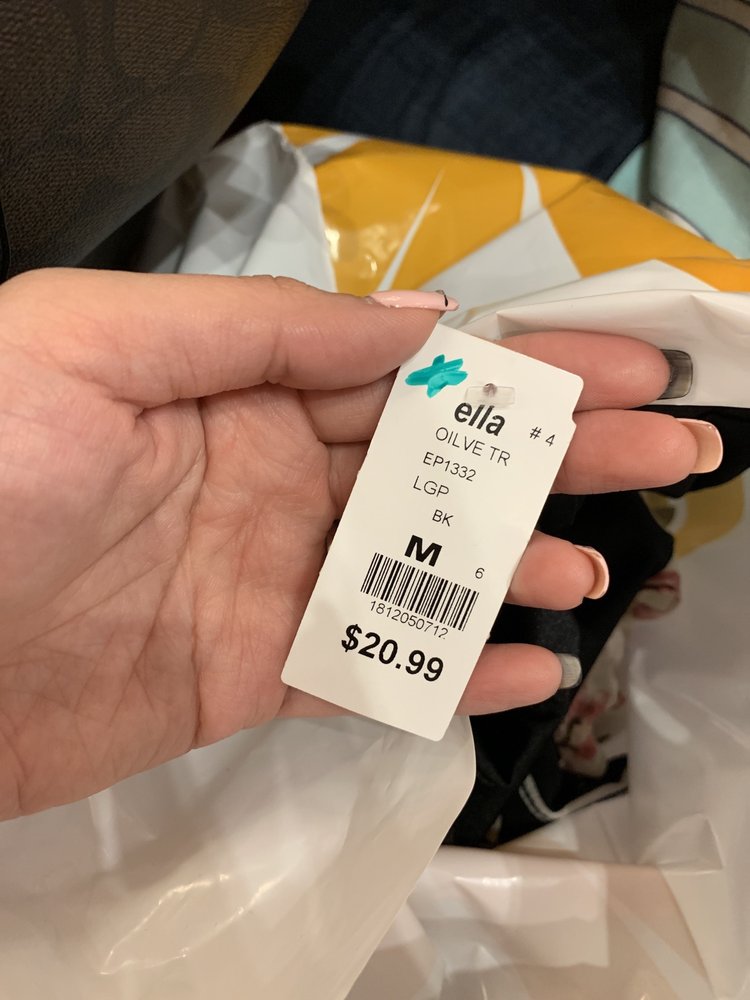 ella
# 4
OILVE TR
EP1332
LGP
BK
M
6
1812050712
$20.99